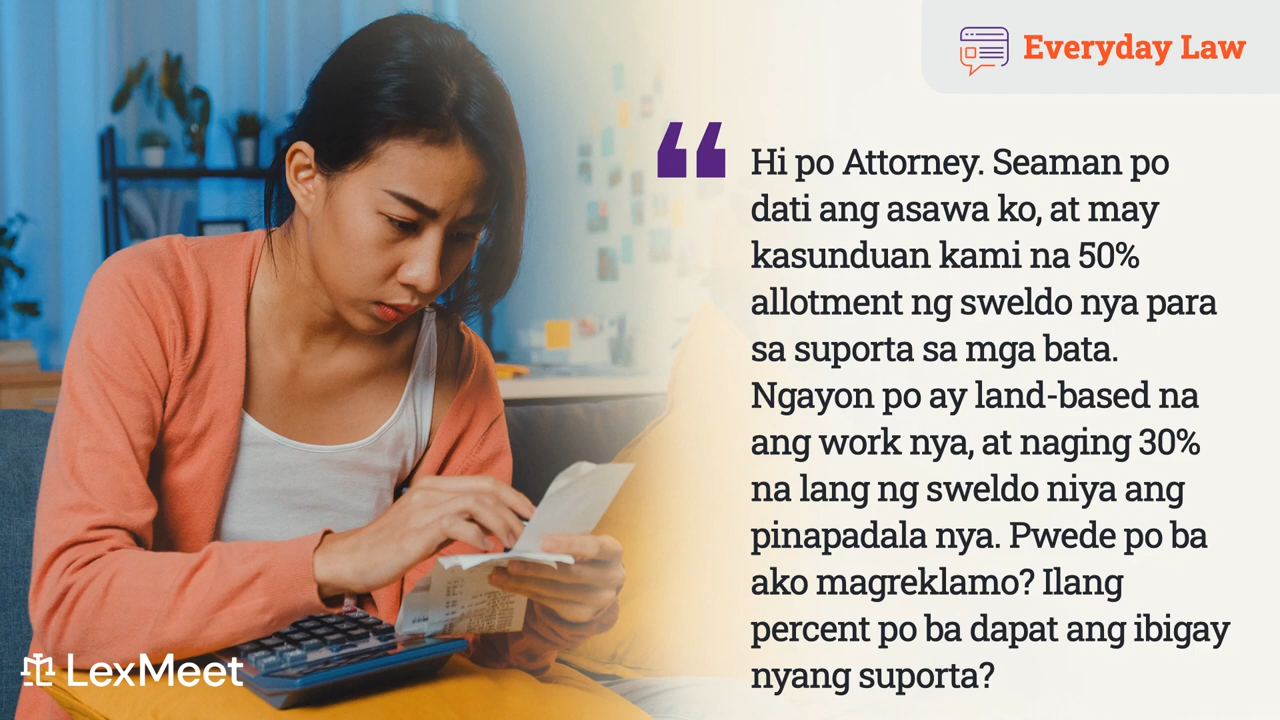 Everyday Law
“
Hi po Attorney. Seaman po
dati ang asawa ko, at may
kasunduan kami na 50%
allotment ng sweldo nya para
sa suporta sa mga bata.
Ngayon po ay land-based na
ang work nya, at naging 30%
na lang ng sweldo niya ang
pinapadala nya. Pwede po ba
ako magreklamo? Ilang
percent po ba dapat ang ibigay
nyang suporta?
LexMeet